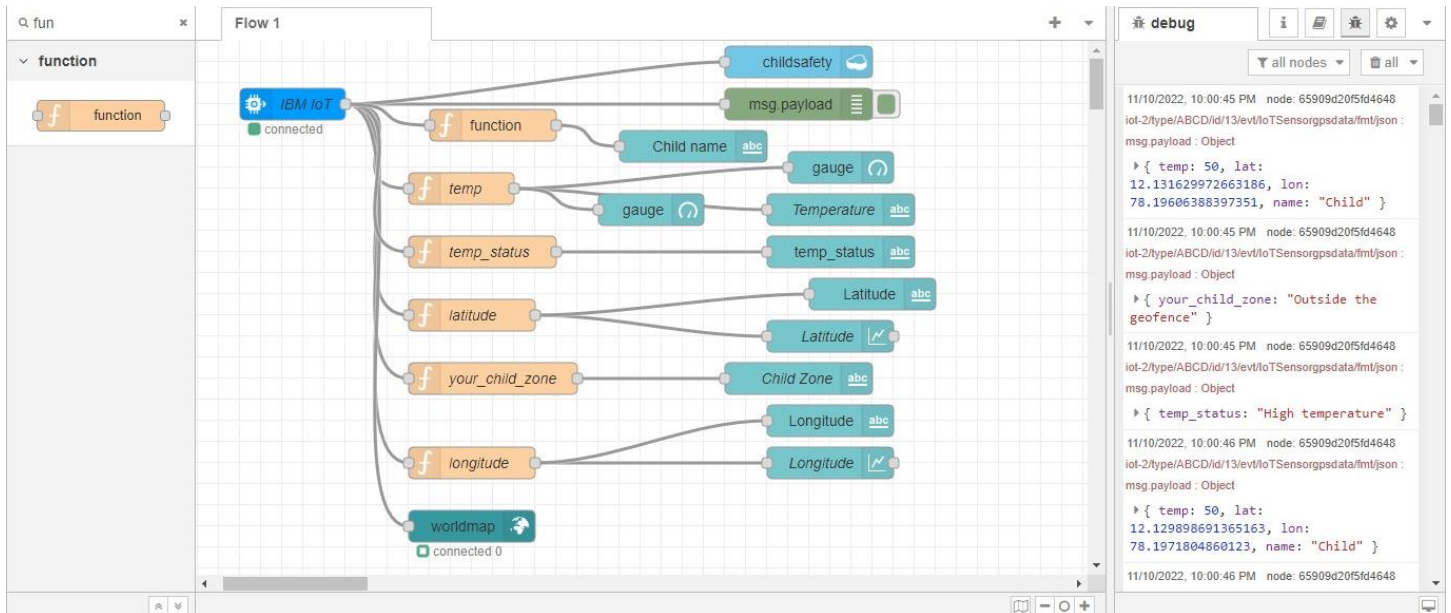 fun
function
function
Flow 1
IBM IoT
connected
function
temp
temp_status
latitude
your_child_zone
longitude
worldmap
connected 0
childsafety
msg.payload
Child name abc
gauge
gauge
Temperature abc
temp_status abc
Latitude abc
Latitude
Child Zone abc
Longitude abc
Longitude
debug
i
all nodes
all
11/10/2022, 10:00:45 PM node: 65909d20f5fd4648
iot-2/type/ABCD/id/13/evt/IoTSensorgpsdata/fmt/json :
msg.payload : Object
{ temp: 50, lat:
12.131629972663186, lon:
78.19606388397351, name: "Child" }
11/10/2022, 10:00:45 PM node: 65909d20f5fd4648
iot-2/type/ABCD/id/13/evt/IoTSensorgpsdata/fmt/json :
msg.payload : Object
{ your_child_zone: "Outside the
geofence" }
11/10/2022, 10:00:45 PM node: 65909d20f5fd4648
iot-2/type/ABCD/id/13/evt/IoTSensorgpsdata/fmt/json :
msg.payload : Object
{ temp_status: "High temperature" }
11/10/2022, 10:00:46 PM node: 65909d20f5fd4648
iot-2/type/ABCD/id/13/evt/IoTSensorgpsdata/fmt/json :
msg.payload : Object
{ temp: 50, lat:
12.129898691365163, lon:
78.1971804860123, name: "Child" }
11/10/2022, 10:00:46 PM node: 65909d20f5fd4648